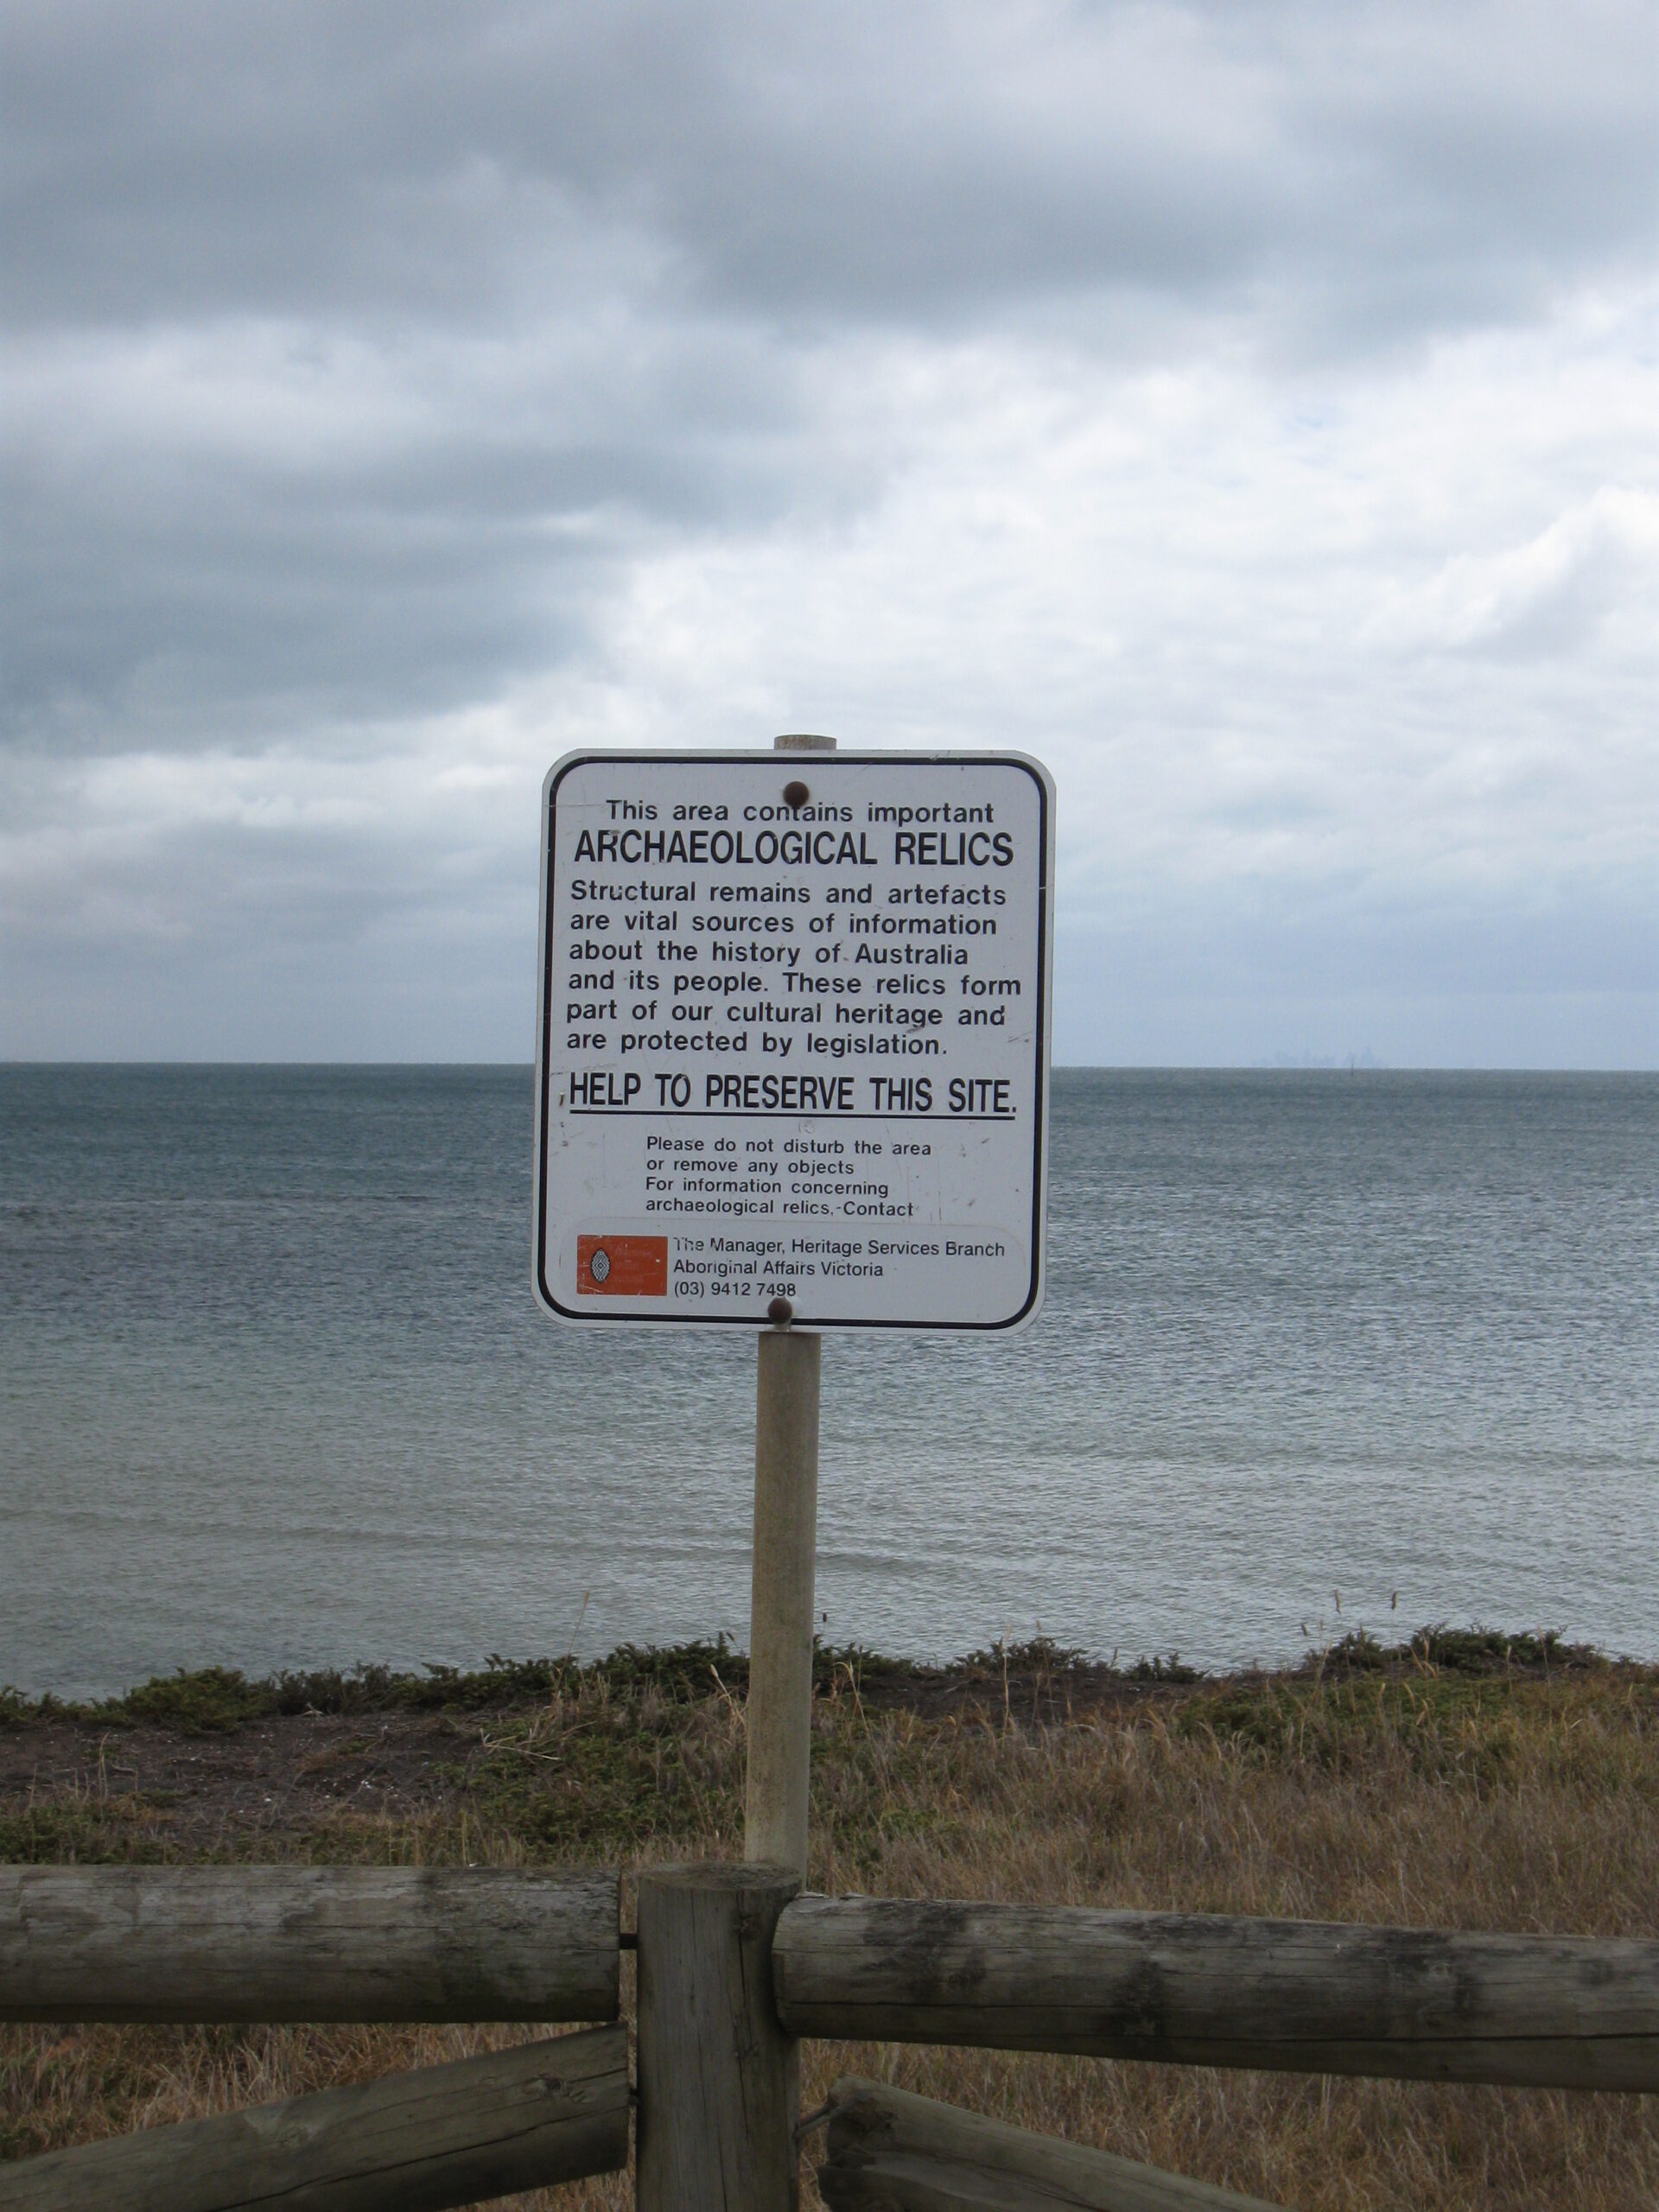 This area contains important
ARCHAEOLOGICAL RELICS
Structural remains and artefacts
are vital sources of information
about the history of Australia
and its people. These relics form
part of our cultural heritage and
are protected by legislation.
HELP TO PRESERVE THIS SITE.
Please do not disturb the area
or remove any objects
For information concerning
archaeological relics,-Contact
The Manager, Heritage Services Branch
Aboriginal Affairs Victoria
(03) 9412 7498